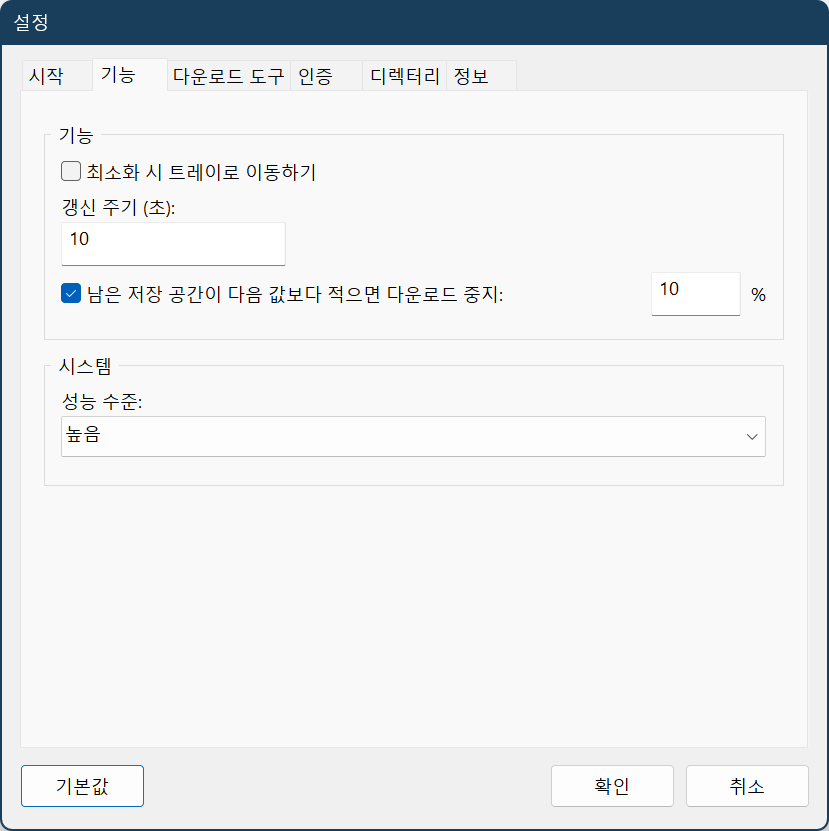 설정
시작 기능 다운로드 도구 인증 디렉터리 정보
기능
최소화 시 트레이로 이동하기
갱신 주기 (초):
10
남은 저장 공간이 다음 값보다 적으면 다운로드 중지: 10 %
시스템
성능 수준:
높음
기본값 확인 취소